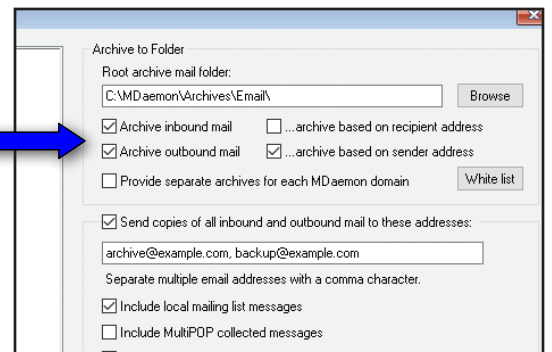 Archive to Folder
Root archive mail folder:
C:\MDaemon\Archives\Email\ Browse
Archive inbound mail ...archive based on recipient address
Archive outbound mail ...archive based on sender address
Provide separate archives for each MDaemon domain White list
Send copies of all inbound and outbound mail to these addresses:
archive@example.com, backup@example.com
Separate multiple email addresses with a comma character.
Include local mailing list messages
Include MultiPOP collected messages